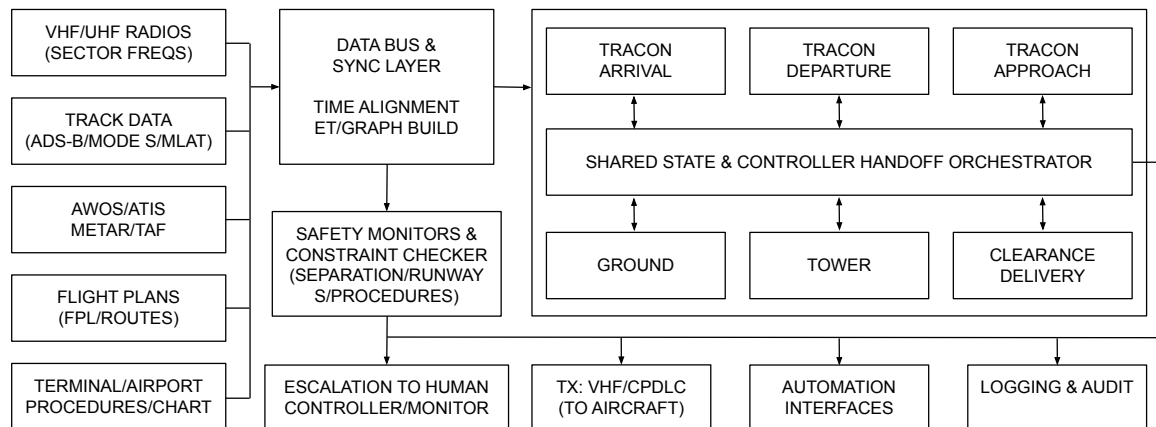 VHF/UHF RADIOS
(SECTOR FREQS)
TRACK DATA
(ADS-B/MODE S/MLAT)
AWOS/ATIS
METAR/TAF
FLIGHT PLANS
(FPL/ROUTES)
TERMINAL/AIRPORT
PROCEDURES/CHART
DATA BUS &
SYNC LAYER
TIME ALIGNMENT
ET/GRAPH BUILD
SAFETY MONITORS &
CONSTRAINT CHECKER
(SEPARATION/RUNWAY
S/PROCEDURES)
TRACON
ARRIVAL
TRACON
DEPARTURE
TRACON
APPROACH
SHARED STATE & CONTROLLER HANDOFF ORCHESTRATOR
GROUND
TOWER
CLEARANCE
DELIVERY
ESCALATION TO HUMAN
CONTROLLER/MONITOR
TX: VHF/CPDLC
(TO AIRCRAFT)
AUTOMATION
INTERFACES
LOGGING & AUDIT